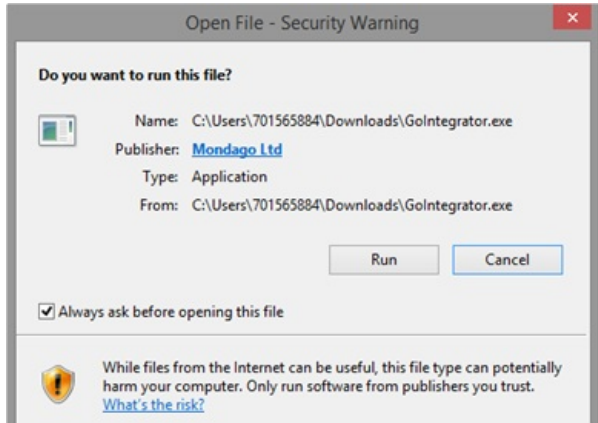 Open File - Security Warning
Do you want to run this file?
Name: C:\Users\701565884\Downloads\GoIntegrator.exe
Publisher: Mondago Ltd
Type: Application
From: C:\Users\701565884\Downloads\GoIntegrator.exe
Run Cancel
Always ask before opening this file
While files from the Internet can be useful, this file type can potentially
harm your computer. Only run software from publishers you trust.
What's the risk?